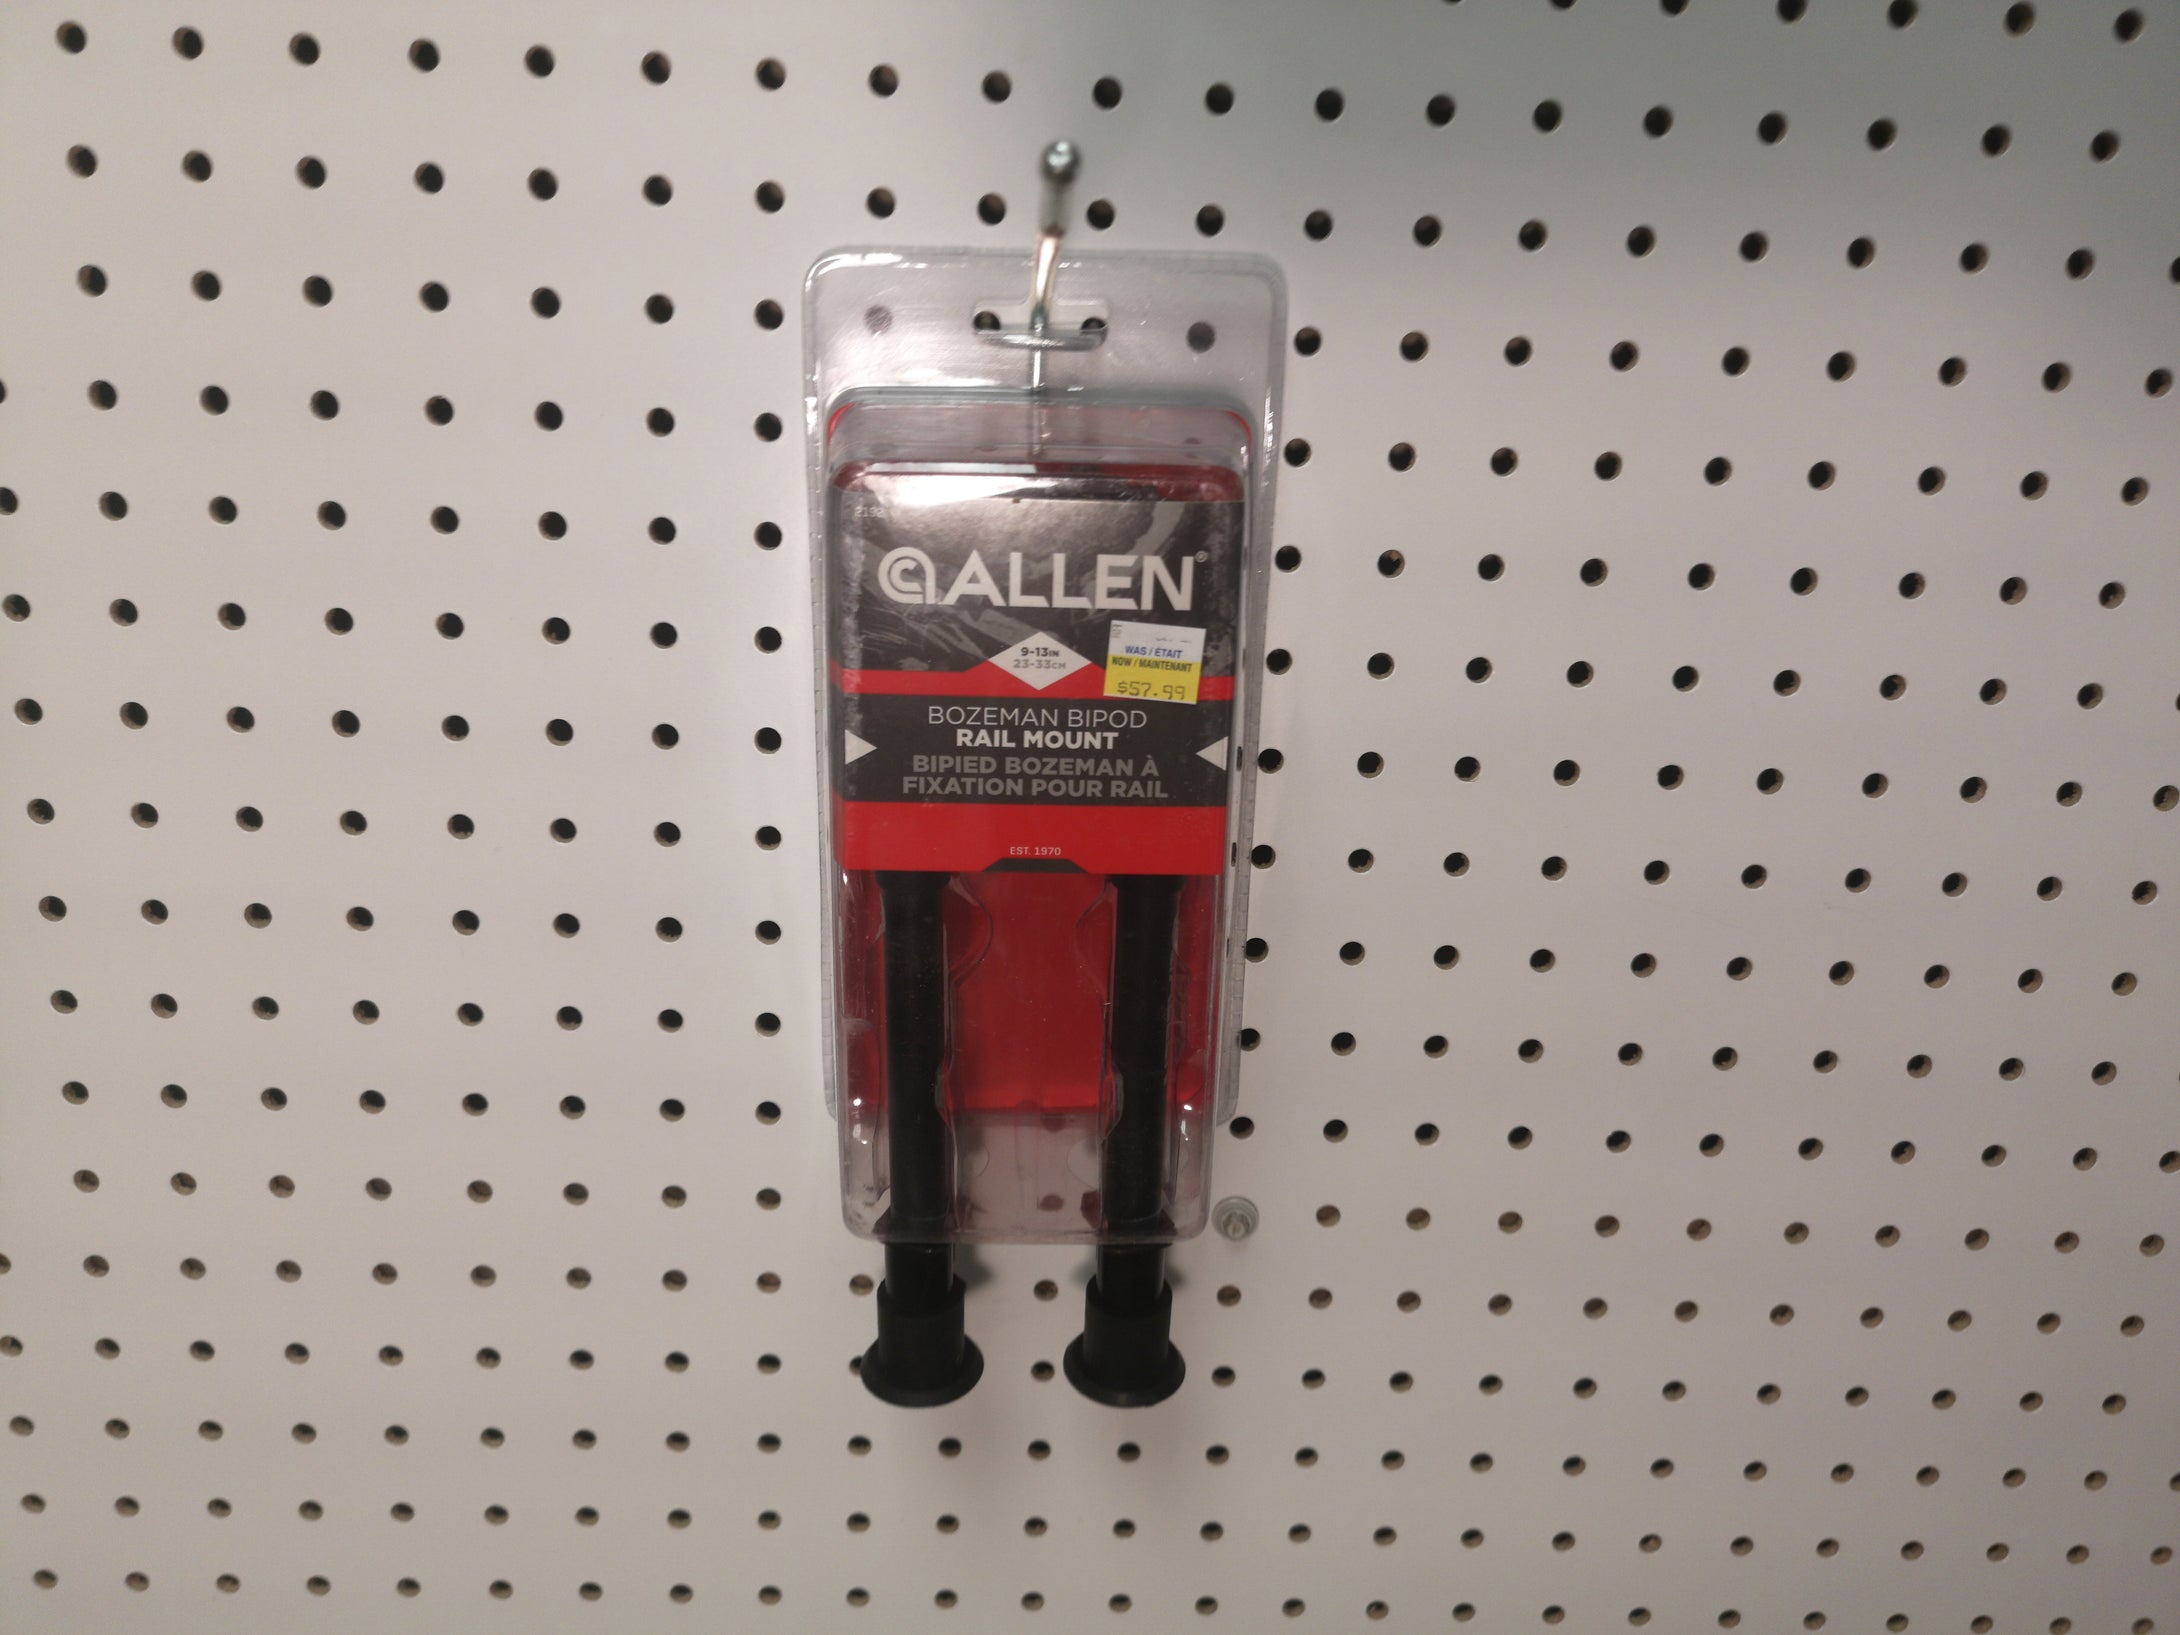 2192
ALLEN®
9-13IN
23-33CM
WAS / ÉTAIT
NOW / MAINTENANT
$57.99
BOZEMAN BIPOD
RAIL MOUNT
BIPIED BOZEMAN À
FIXATION POUR RAIL
EST. 1970